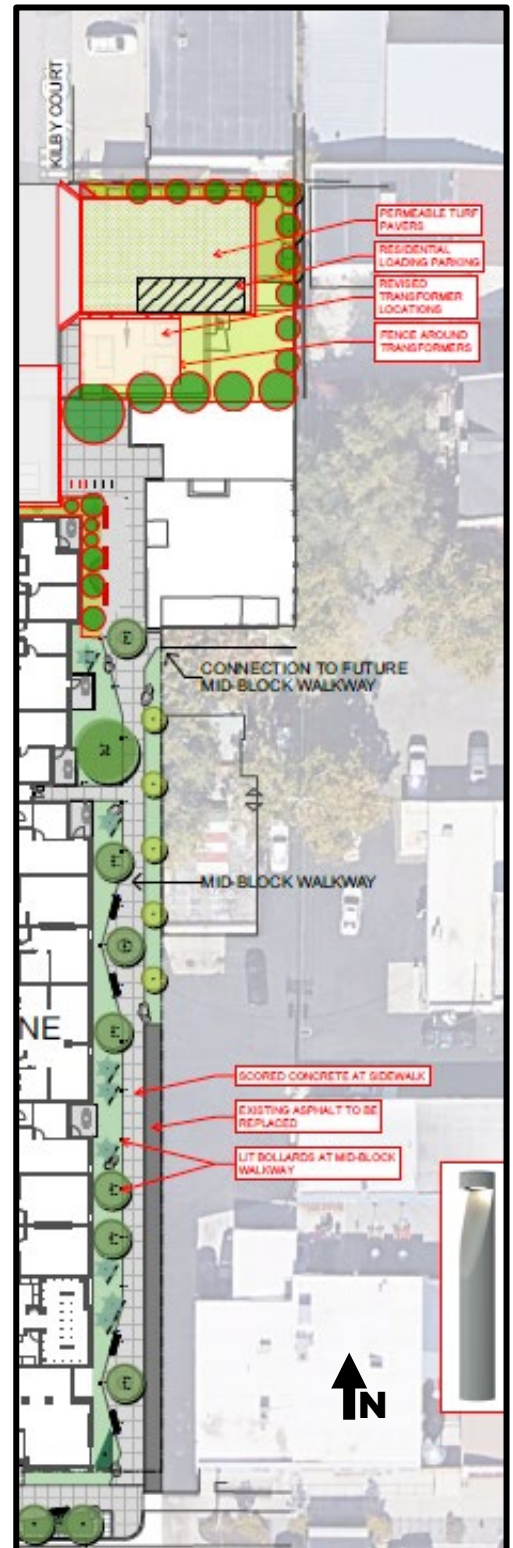 KILBY COURT
PERMEABLE TURF
PAVERS
RESIDENTIAL
LOADING PARKING
REVISED
TRANSFORMER
LOCATIONS
FENCE AROUND
TRANSFORMERS
CONNECTION TO FUTURE
MID-BLOCK WALKWAY
MID-BLOCK WALKWAY
NE
SCORED CONCRETE AT SIDEWALK
EXISTING ASPHALT TO BE
REPLACED
LIT BOLLARDS AT MID-BLOCK
WALKWAY
N